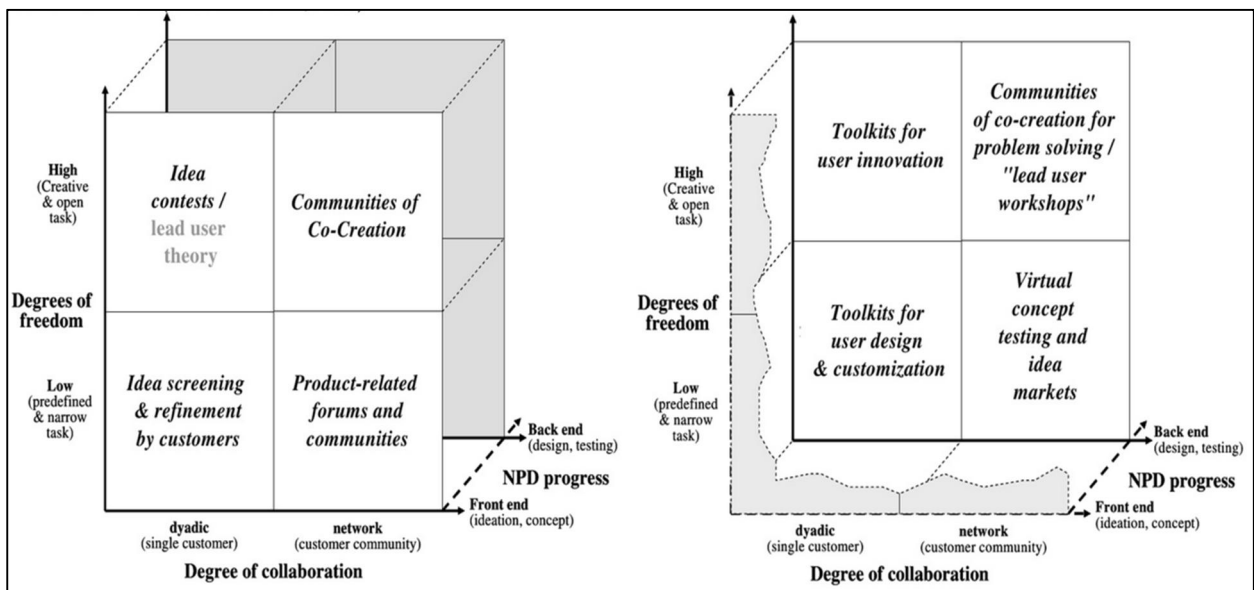 High
(Creative
& open
task)
Idea
contests /
lead user
theory
Communities of
Co-Creation
Degrees of
freedom
Low
(predefined
& narrow
task)
Idea screening
& refinement
by customers
Product-related
forums and
communities
Back end
(design, testing)
NPD progress
Front end
(ideation, concept)
dyadic
(single customer)
network
(customer community)
Degree of collaboration
High
(Creative
& open
task)
Toolkits for
user innovation
Communities
of co-creation for
problem solving /
"lead user
workshops"
Degrees of
freedom
Low
(predefined
& narrow
task)
Toolkits for
user design
& customization
Virtual
concept
testing and
idea
markets
Back end
(design, testing)
NPD progress
Front end
(ideation, concept)
dyadic
(single customer)
network
(customer community)
Degree of collaboration